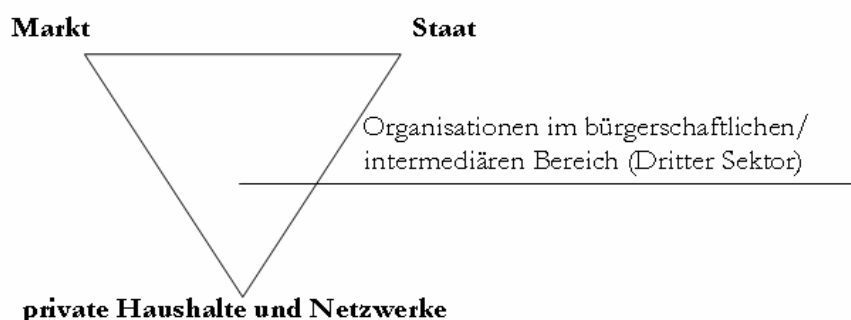 Markt
Staat
Organisationen im bürgerschaftlichen/
intermediären Bereich (Dritter Sektor)
private Haushalte und Netzwerke